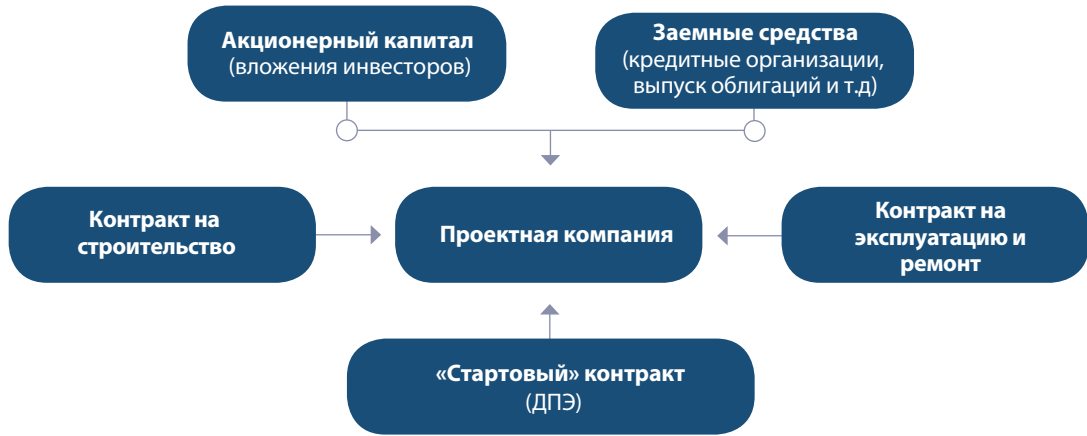 Акционерный капитал
(вложения инвесторов)
Заемные средства
(кредитные организации,
выпуск облигаций и т.д)
Контракт на
строительство
Проектная компания
Контракт на
эксплуатацию и
ремонт
«Стартовый» контракт
(ДПЭ)